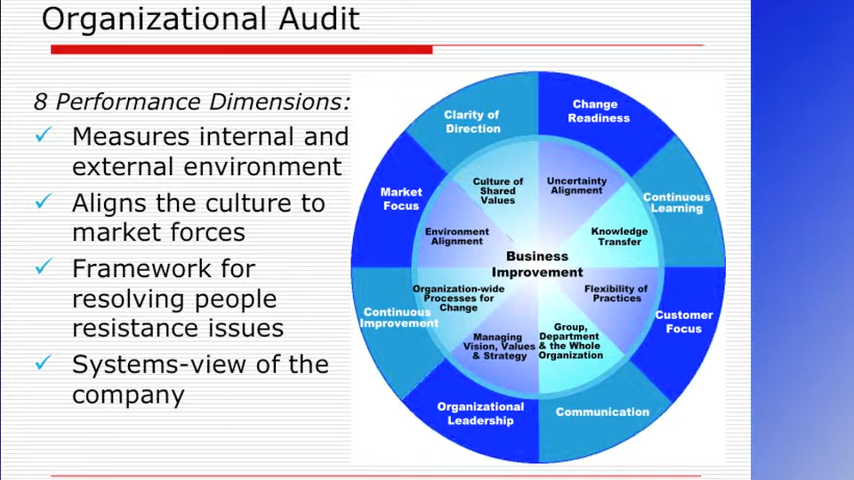 Organizational Audit
8 Performance Dimensions:
✓ Measures internal and
external environment
✓ Aligns the culture to
market forces
✓ Framework for
resolving people
resistance issues
✓ Systems-view of the
company
Clarity of
Direction
Change
Readiness
Continuous
Learning
Customer
Focus
Communication
Organizational
Leadership
Continuous
Improvement
Market
Focus
Culture of
Shared
Values
Uncertainty
Alignment
Knowledge
Transfer
Flexibility of
Practices
Group,
Department
& the Whole
Organization
Managing
Vision, Values
& Strategy
Organization-wide
Processes for
Change
Environment
Alignment
Business
Improvement